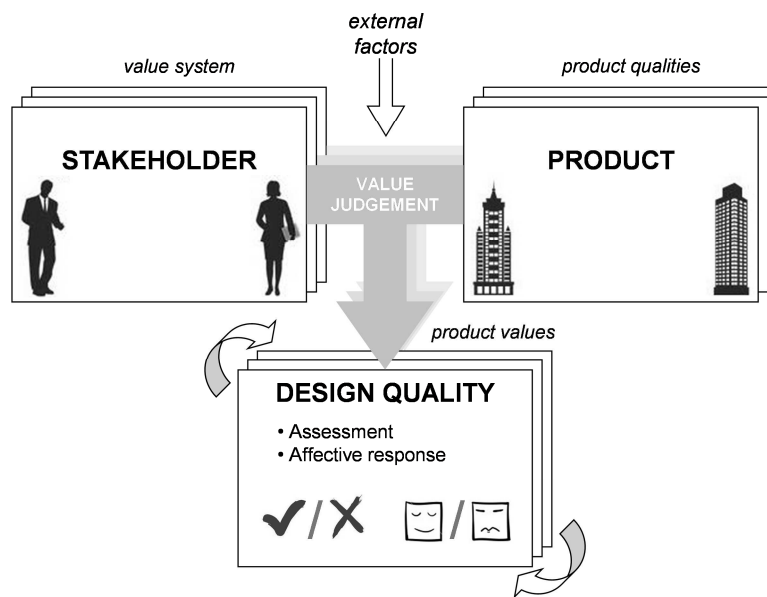 external
factors
value system
product qualities
STAKEHOLDER
PRODUCT
VALUE
JUDGEMENT
product values
DESIGN QUALITY
• Assessment
• Affective response